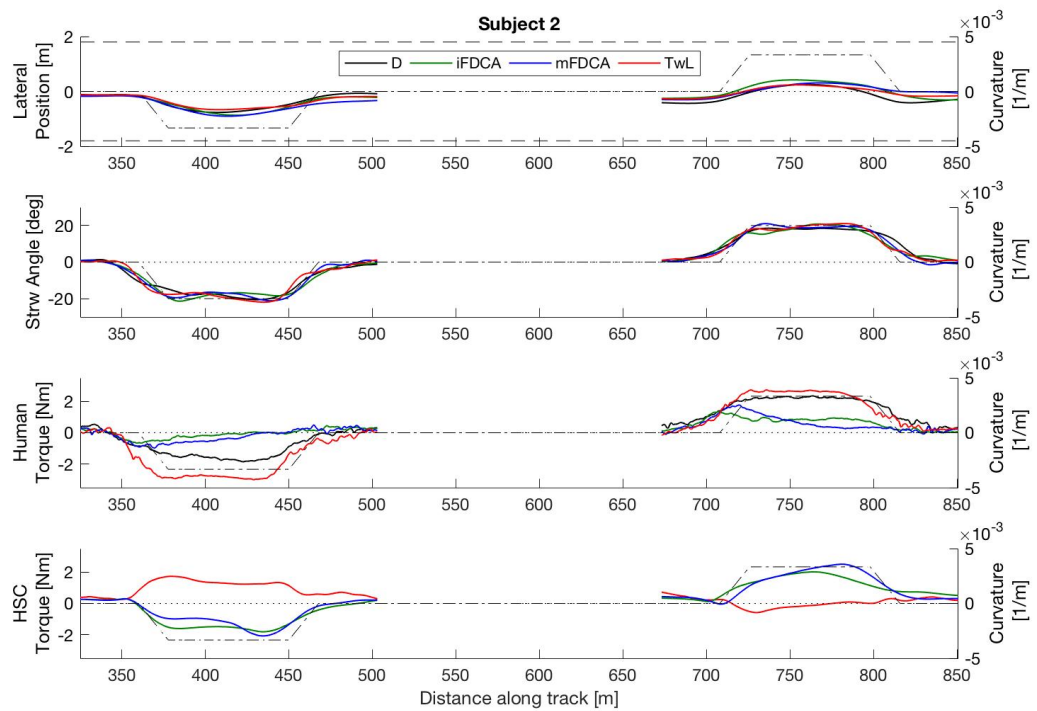 Subject 2
×10⁻³
2
0
-2
Lateral
Position [m]
D
iFDCA
mFDCA
TwL
5
0
-5
Curvature
[1/m]
350 400 450 500 550 600 650 700 750 800 850
×10⁻³
20
0
-20
Strw Angle [deg]
5
0
-5
Curvature
[1/m]
350 400 450 500 550 600 650 700 750 800 850
×10⁻³
2
0
-2
Human
Torque [Nm]
5
0
-5
Curvature
[1/m]
350 400 450 500 550 600 650 700 750 800 850
×10⁻³
2
0
-2
HSC
Torque [Nm]
5
0
-5
Curvature
[1/m]
350 400 450 500 550 600 650 700 750 800 850
Distance along track [m]